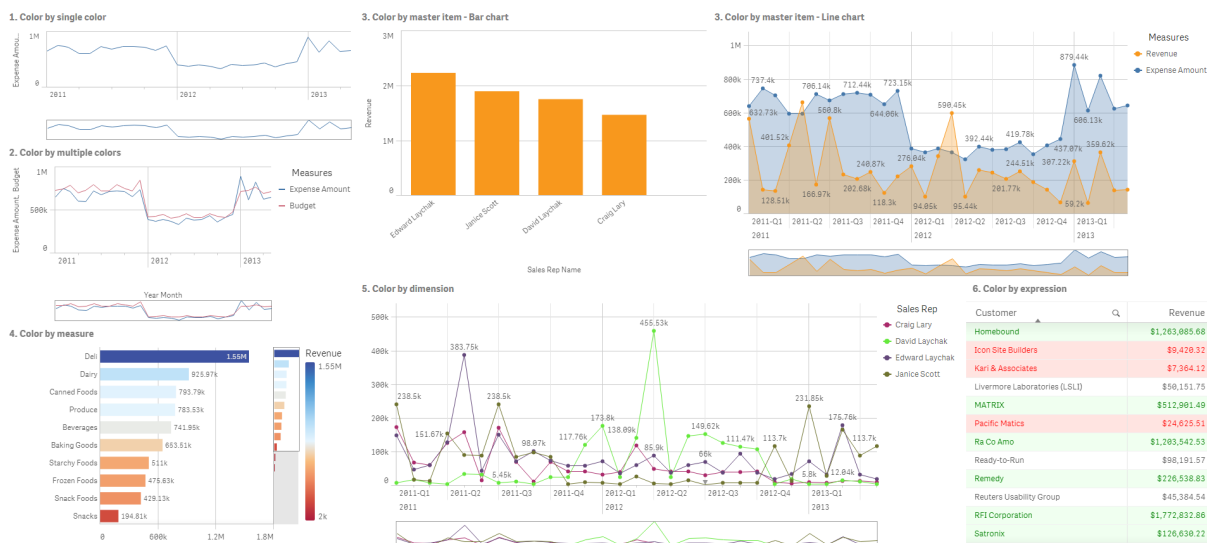 1. Color by single color
Expense Amou...
1M
0
2011
2012
2013
2. Color by multiple colors
Expense Amount, Budget
1M
500k
0
2011
2012
2013
Year Month
Measures
Expense Amount
Budget
3. Color by master item - Bar chart
Revenue
3M
2M
1M
0
Edward Laychak
Janice Scott
David Laychak
Craig Lary
Sales Rep Name
3. Color by master item - Line chart
Measures
Revenue
Expense Amount
1M
800k
600k
400k
200k
0
737.4k
706.14k
712.44k
723.15k
879.44k
632.73k
560.8k
644.06k
590.45k
606.13k
401.52k
240.87k
276.04k
392.44k
419.78k
437.07k
359.62k
128.51k
166.97k
202.68k
118.3k
94.05k
95.44k
201.77k
244.51k
307.22k
59.2k
2011-Q1
2011-Q2
2011-Q3
2011-Q4
2012-Q1
2012-Q2
2012-Q3
2012-Q4
2013-Q1
2011
2012
2013
4. Color by measure
Deli 1.55M
Dairy 925.97k
Canned Foods 793.79k
Produce 783.53k
Beverages 741.95k
Baking Goods 653.51k
Starchy Foods 511k
Frozen Foods 475.63k
Snack Foods 429.13k
Snacks 194.81k
0 600k 1.2M 1.8M
Revenue
1.55M
2k
5. Color by dimension
Sales Rep
Craig Lary
David Laychak
Edward Laychak
Janice Scott
500k
400k
300k
200k
100k
0
238.5k
151.67k
383.75k
5.45k
238.5k
98.07k
117.76k
173.8k
138.09k
455.53k
85.9k
149.62k
66k
111.47k
113.7k
231.85k
5.8k
175.76k
12.04k
113.7k
2011-Q1
2011-Q2
2011-Q3
2011-Q4
2012-Q1
2012-Q2
2012-Q3
2012-Q4
2013-Q1
2011
2012
2013
6. Color by expression
Customer Revenue
Homebound $1,263,085.68
Icon Site Builders $9,420.32
Kari & Associates $7,364.12
Livermore Laboratories (LSLI) $50,151.75
MATRIX $512,901.49
Pacific Matics $24,625.51
Ra Co Amo $1,203,542.53
Ready-to-Run $98,191.57
Remedy $226,538.83
Reuters Usability Group $45,384.54
RFI Corporation $1,772,832.86
Satronix $126,630.22